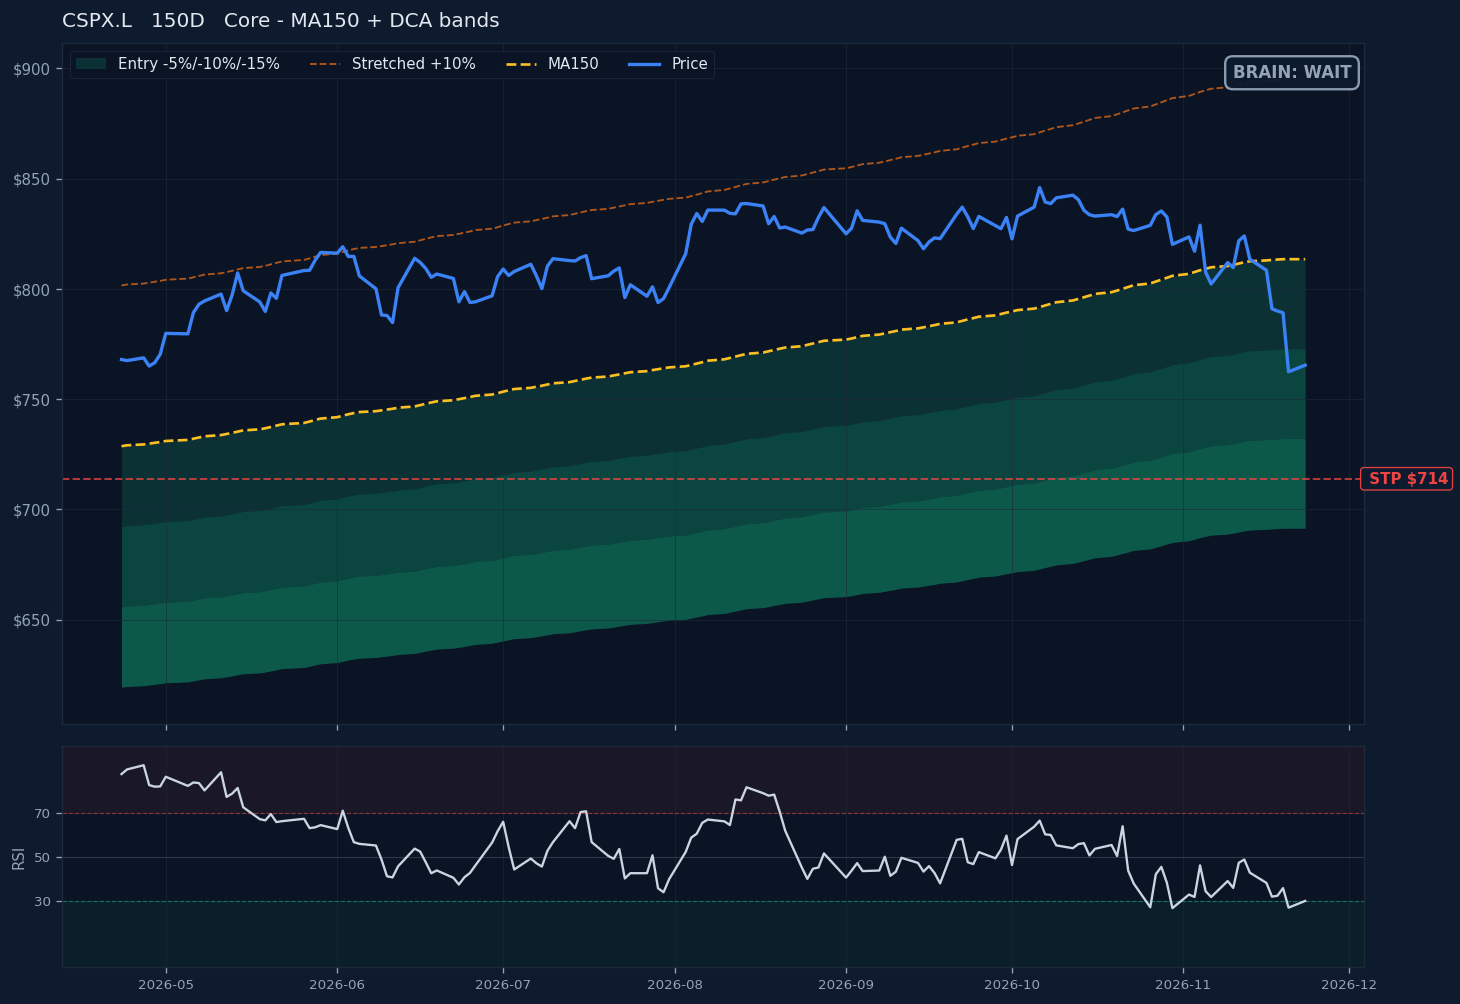 CSPX.L 150D Core - MA150 + DCA bands
Entry -5%/-10%/-15% Stretched +10% MA150 Price
BRAIN: WAIT
$900
$850
$800
$750
$700
$650
STP $714
RSI
70
50
30
2026-05 2026-06 2026-07 2026-08 2026-09 2026-10 2026-11 2026-12